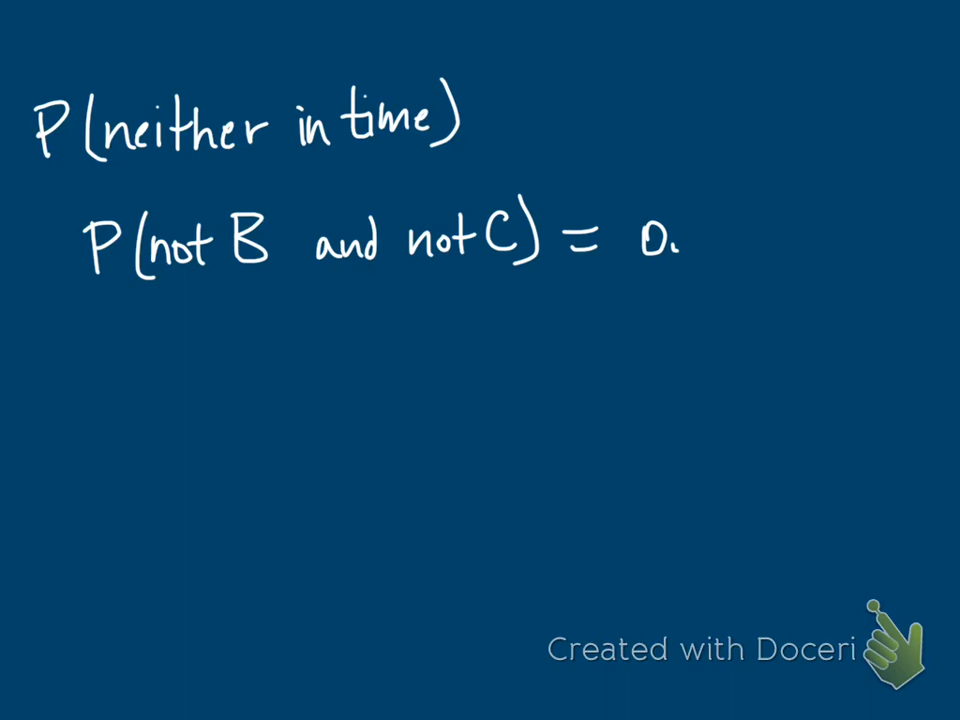 P(neither in time)
P(not B and not C) = 0.
Created with Doceri